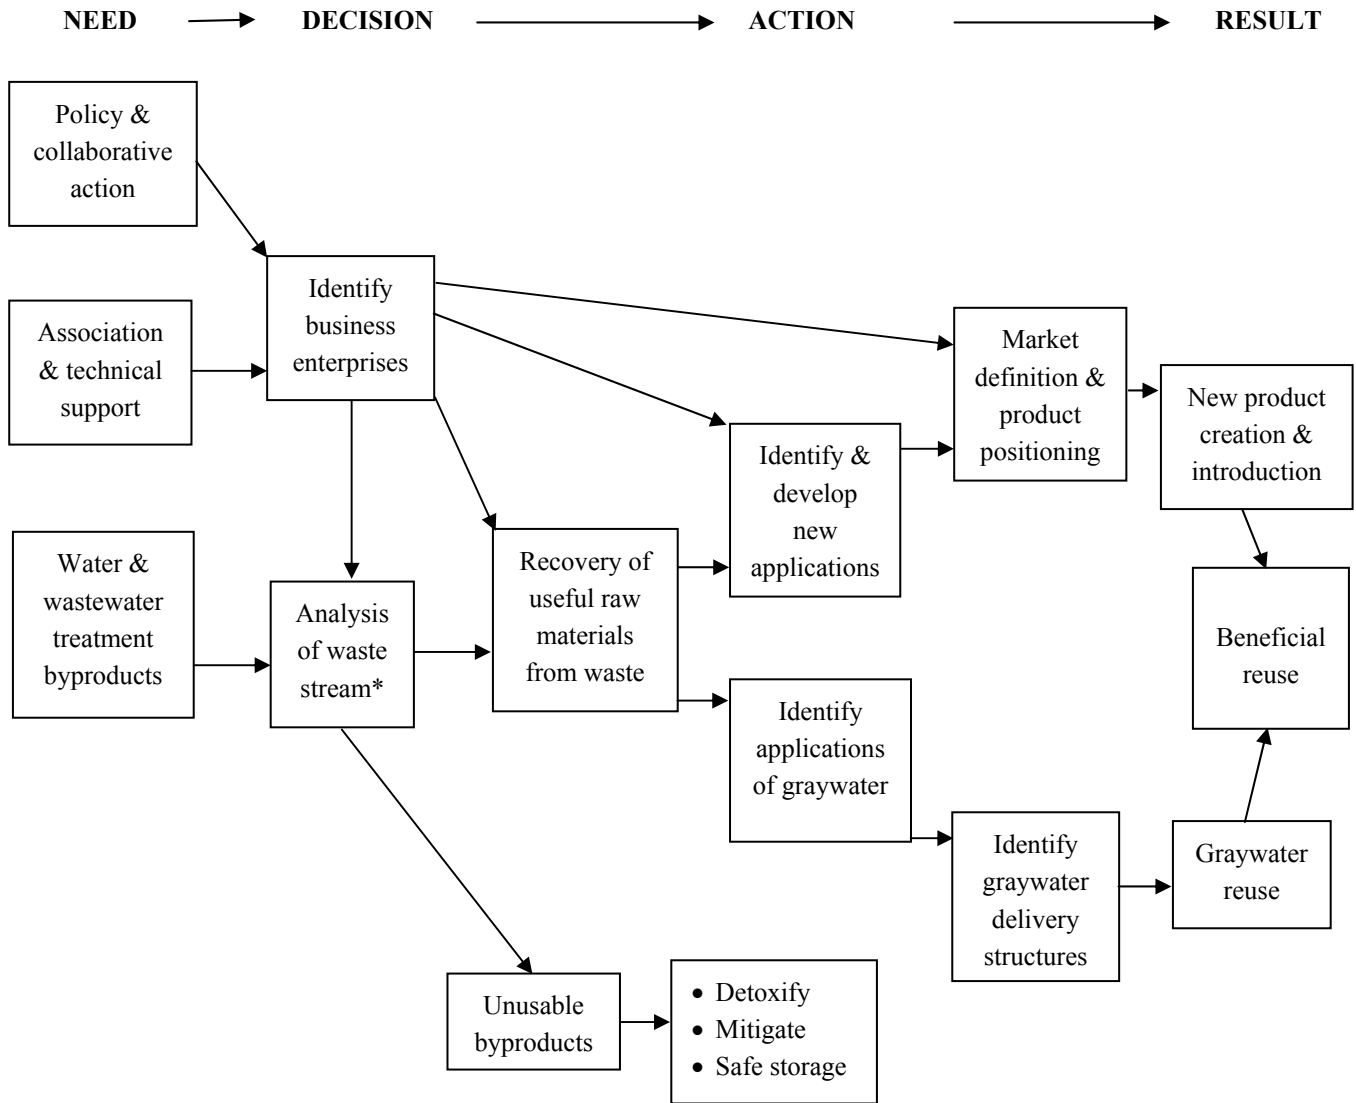 NEED
DECISION
ACTION
RESULT
Policy &
collaborative
action
Association
& technical
support
Water &
wastewater
treatment
byproducts
Identify
business
enterprises
Analysis
of waste
stream*
Recovery of
useful raw
materials
from waste
Unusable
byproducts
• Detoxify
• Mitigate
• Safe storage
Identify &
develop
new
applications
Identify
applications
of graywater
Market
definition &
product
positioning
Identify
graywater
delivery
structures
New product
creation &
introduction
Beneficial
reuse
Graywater
reuse